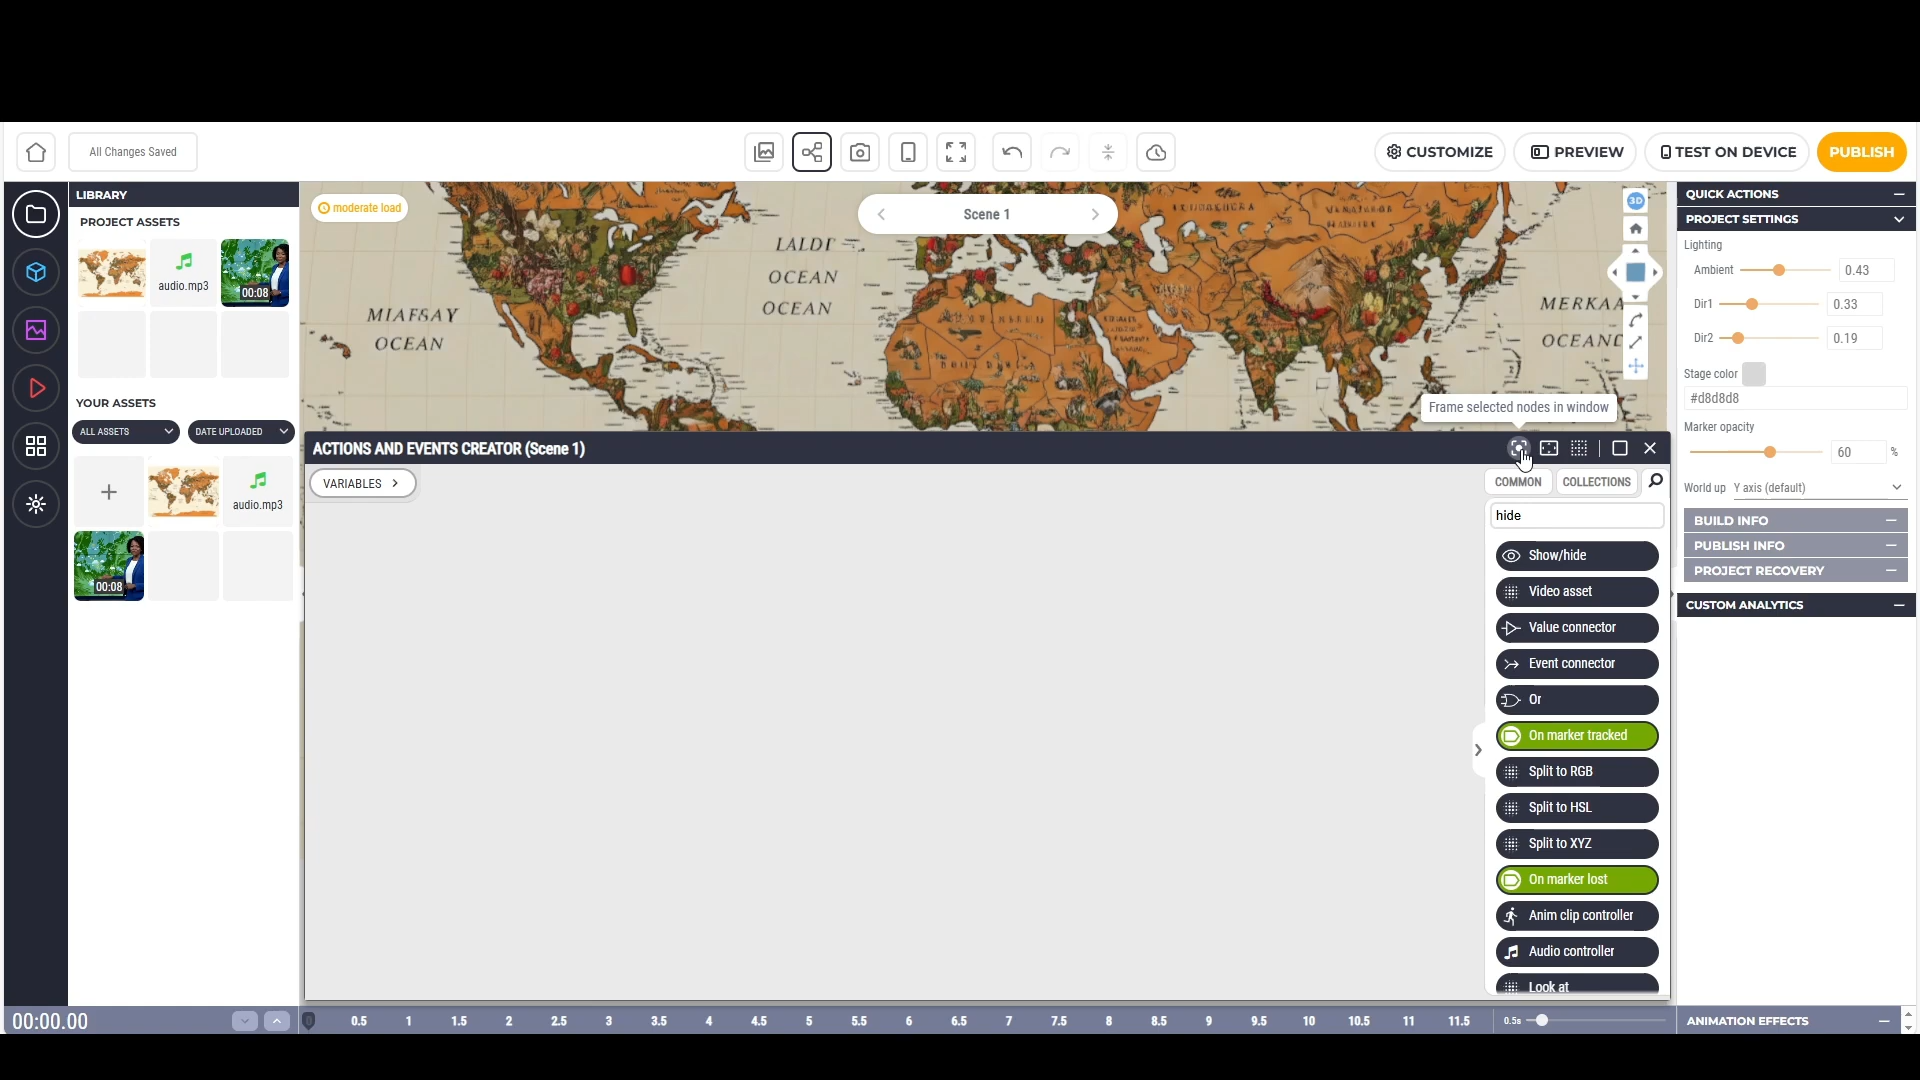 All Changes Saved
CUSTOMIZE
PREVIEW
TEST ON DEVICE
PUBLISH
LIBRARY
PROJECT ASSETS
audio.mp3
00:08
YOUR ASSETS
ALL ASSETS
DATE UPLOADED
audio.mp3
00:08
moderate load
Scene 1
3D
LALDI
OCEAN
OCEAN
MIAFSAY
OCEAN
MERKAA
OCEANE
Frame selected nodes in window
ACTIONS AND EVENTS CREATOR (Scene 1)
VARIABLES
COMMON
COLLECTIONS
hide
Show/hide
Video asset
Value connector
Event connector
Or
On marker tracked
Split to RGB
Split to HSL
Split to XYZ
On marker lost
Anim clip controller
Audio controller
Look at
QUICK ACTIONS
PROJECT SETTINGS
Lighting
Ambient 0.43
Dir1 0.33
Dir2 0.19
Stage color
#d8d8d8
Marker opacity
60 %
World up Y axis (default)
BUILD INFO
PUBLISH INFO
PROJECT RECOVERY
CUSTOM ANALYTICS
00:00.00
0 0.5 1 1.5 2 2.5 3 3.5 4 4.5 5 5.5 6 6.5 7 7.5 8 8.5 9 9.5 10 10.5 11 11.5
0.5s
ANIMATION EFFECTS